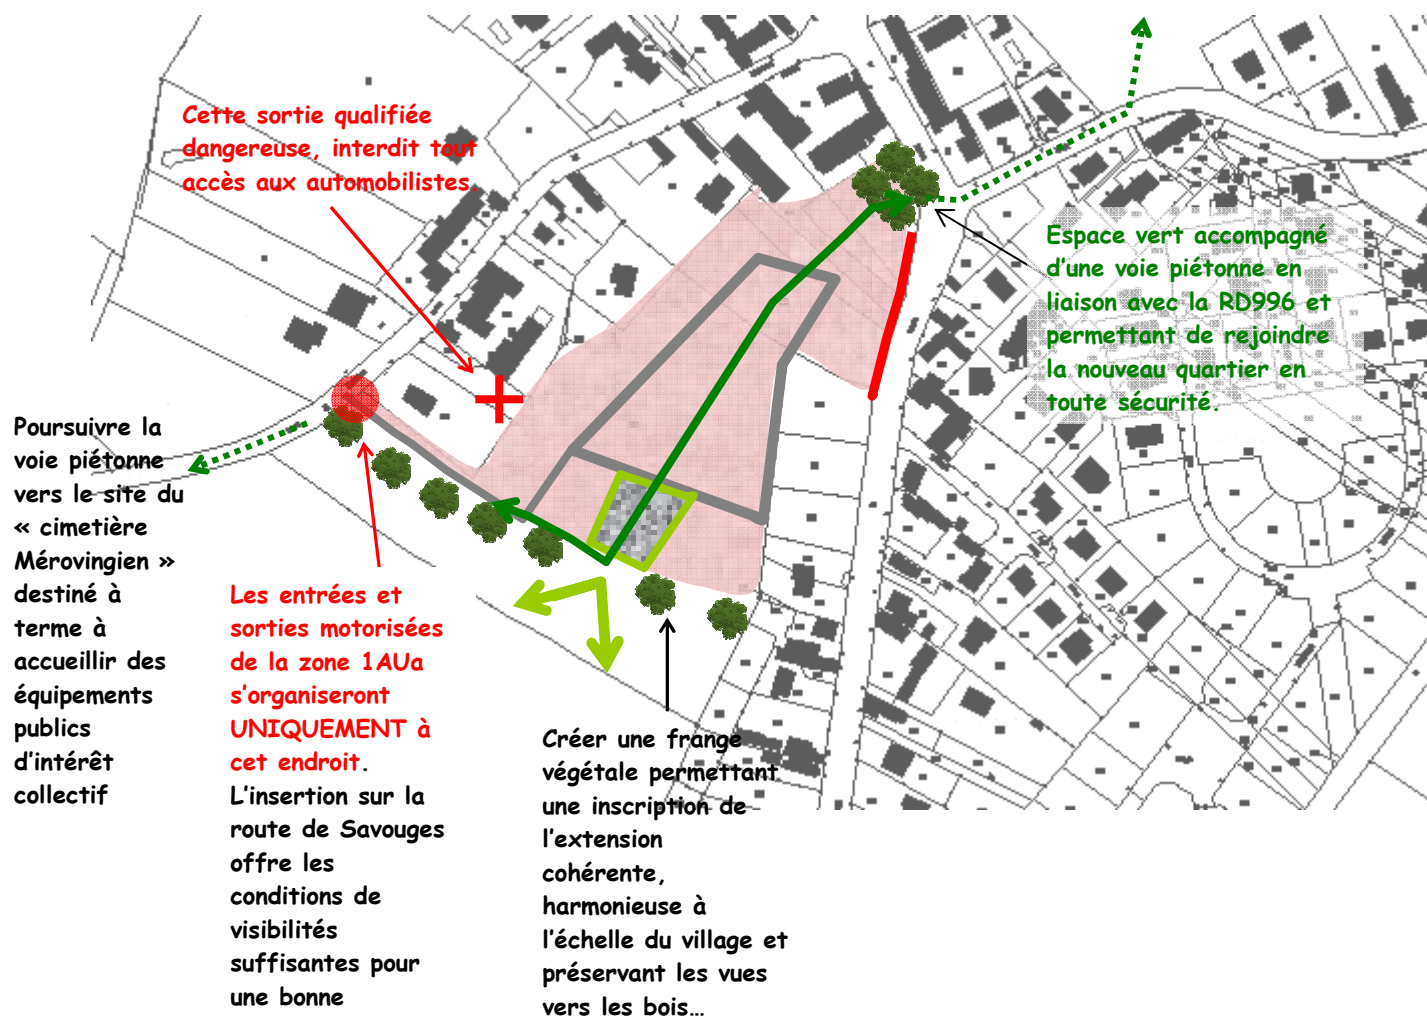 Cette sortie qualifiée
dangereuse, interdit tout
accès aux automobilistes.
Espace vert accompagné
d'une voie piétonne en
liaison avec la RD996 et
permettant de rejoindre
la nouveau quartier en
toute sécurité.
Poursuivre la
voie piétonne
vers le site du
« cimetière
Mérovingien »
destiné à
terme à
accueillir des
équipements
publics
d'intérêt
collectif
Les entrées et
sorties motorisées
de la zone 1AUa
s'organiseront
UNIQUEMENT à
cet endroit.
L'insertion sur la
route de Savouges
offre les
conditions de
visibilités
suffisantes pour
une bonne
Créer une frange
végétale permettant
une inscription de
l'extension
cohérente,
harmonieuse à
l'échelle du village et
préservant les vues
vers les bois…